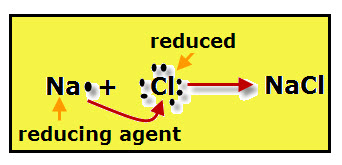 reduced
Na + Cl NaCl
reducing agent